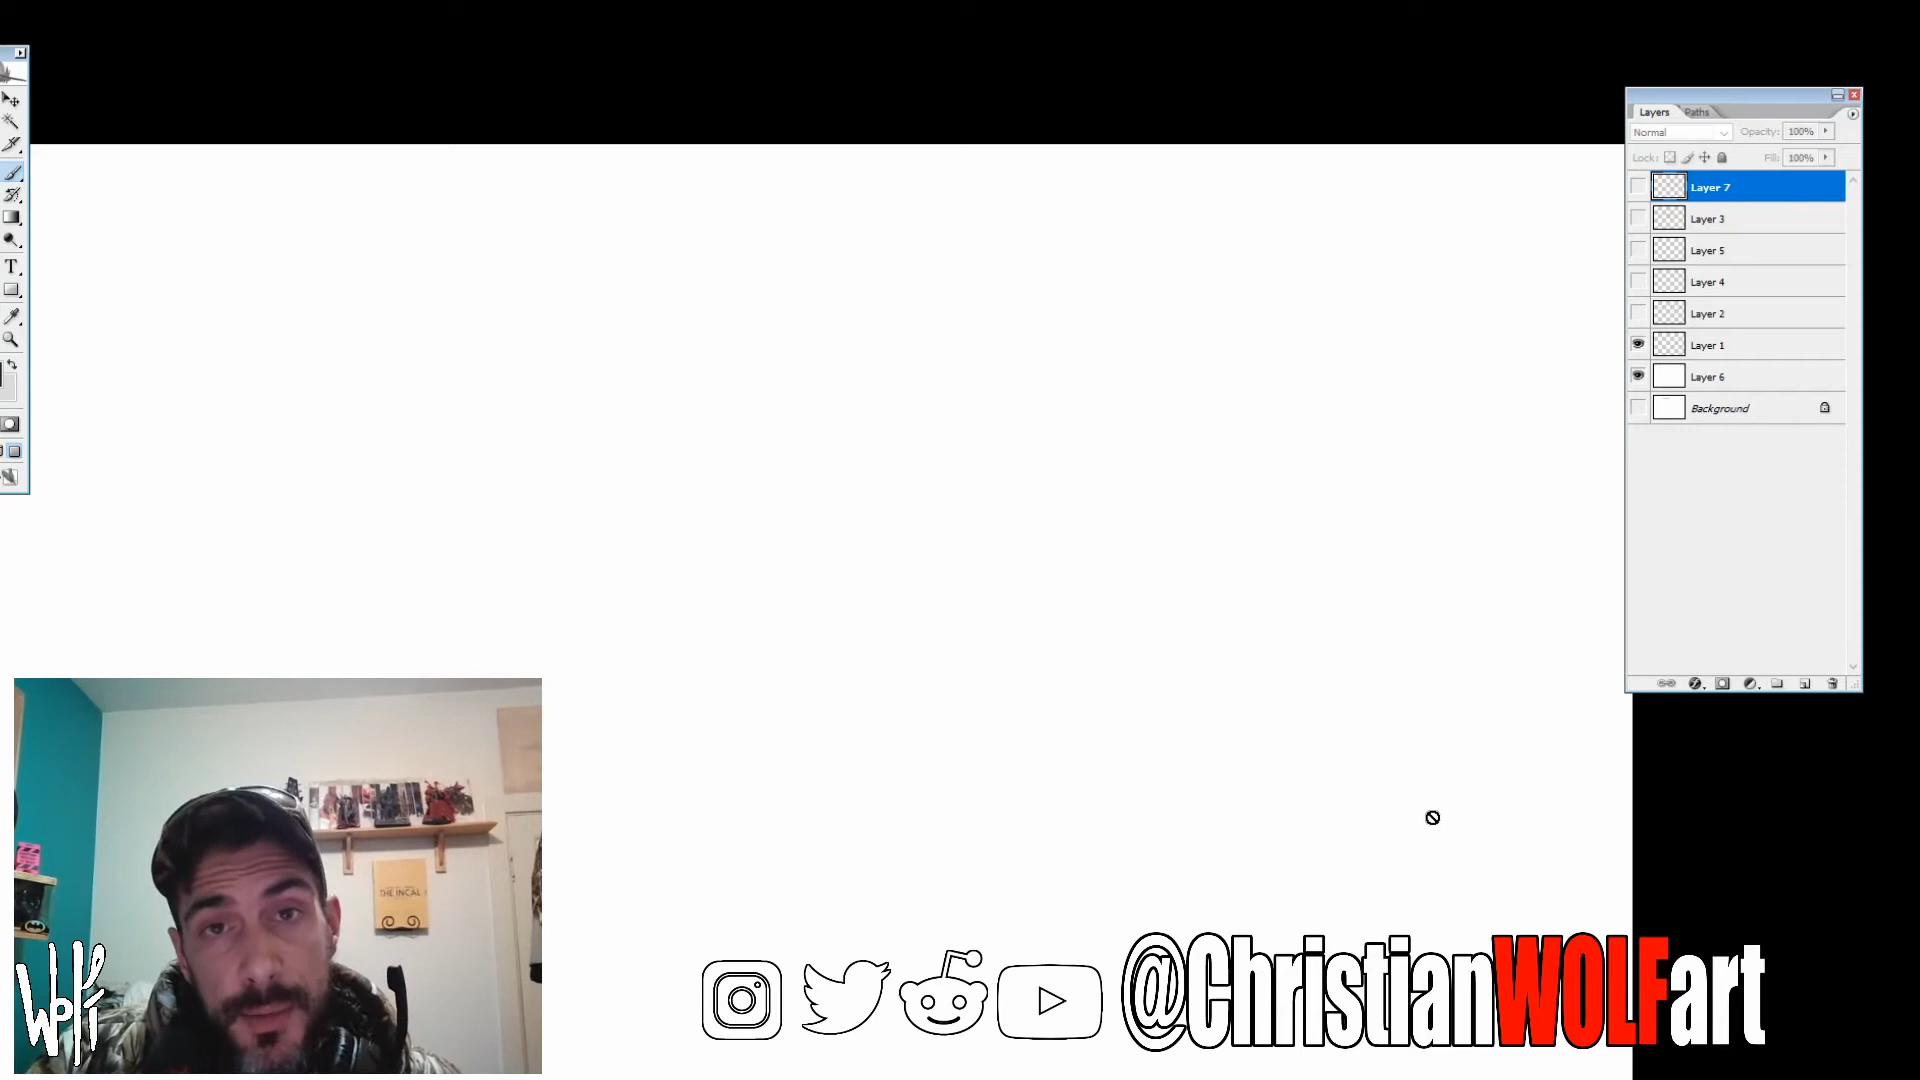 Layers Paths
Normal Opacity: 100%
Lock: Fill: 100%
Layer 7
Layer 3
Layer 5
Layer 4
Layer 2
Layer 1
Layer 6
Background
T
THE INCAL
@ChristianWOLFart